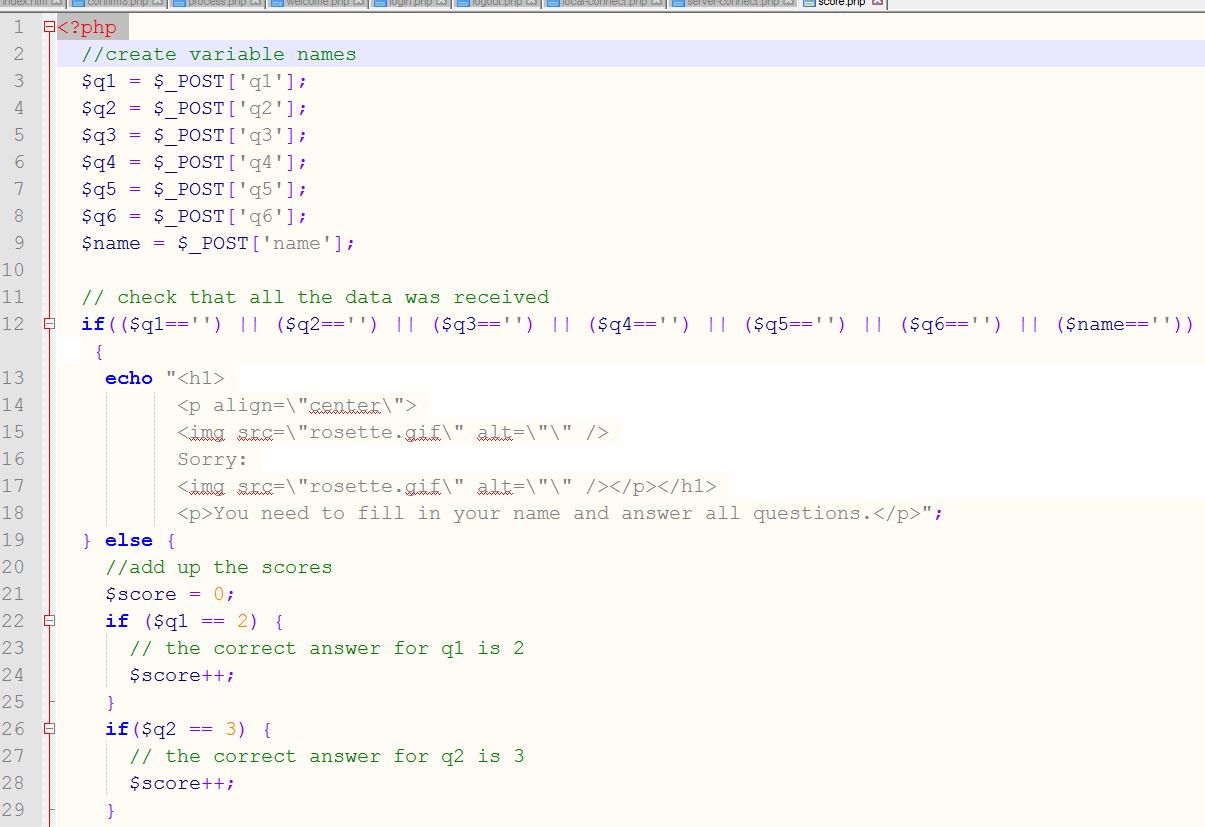 index.htm confirm8.php process.php welcome.php login.php logout.php local-connect.php server-connect.php score.php
1 <?php
2 //create variable names
3 $q1 = $_POST['q1'];
4 $q2 = $_POST['q2'];
5 $q3 = $_POST['q3'];
6 $q4 = $_POST['q4'];
7 $q5 = $_POST['q5'];
8 $q6 = $_POST['q6'];
9 $name = $_POST['name'];
10
11 // check that all the data was received
12 if(($q1=='') || ($q2=='') || ($q3=='') || ($q4=='') || ($q5=='') || ($q6=='') || ($name==''))
{
13 echo "<h1>
14 <p align=\"center\">
15 <img src=\"rosette.gif\" alt=\"\" />
16 Sorry:
17 <img src=\"rosette.gif\" alt=\"\" /></p></h1>
18 <p>You need to fill in your name and answer all questions.</p>";
19 } else {
20 //add up the scores
21 $score = 0;
22 if ($q1 == 2) {
23 // the correct answer for q1 is 2
24 $score++;
25 }
26 if($q2 == 3) {
27 // the correct answer for q2 is 3
28 $score++;
29 }